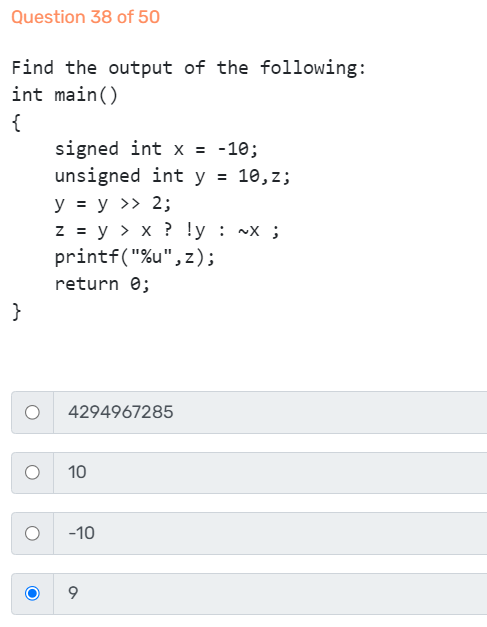 Question 38 of 50
Find the output of the following:
int main()
{
    signed int x = -10;
    unsigned int y = 10,z;
    y = y >> 2;
    z = y > x ? !y : ~x ;
    printf("%u",z);
    return 0;
}
4294967285
10
-10
9